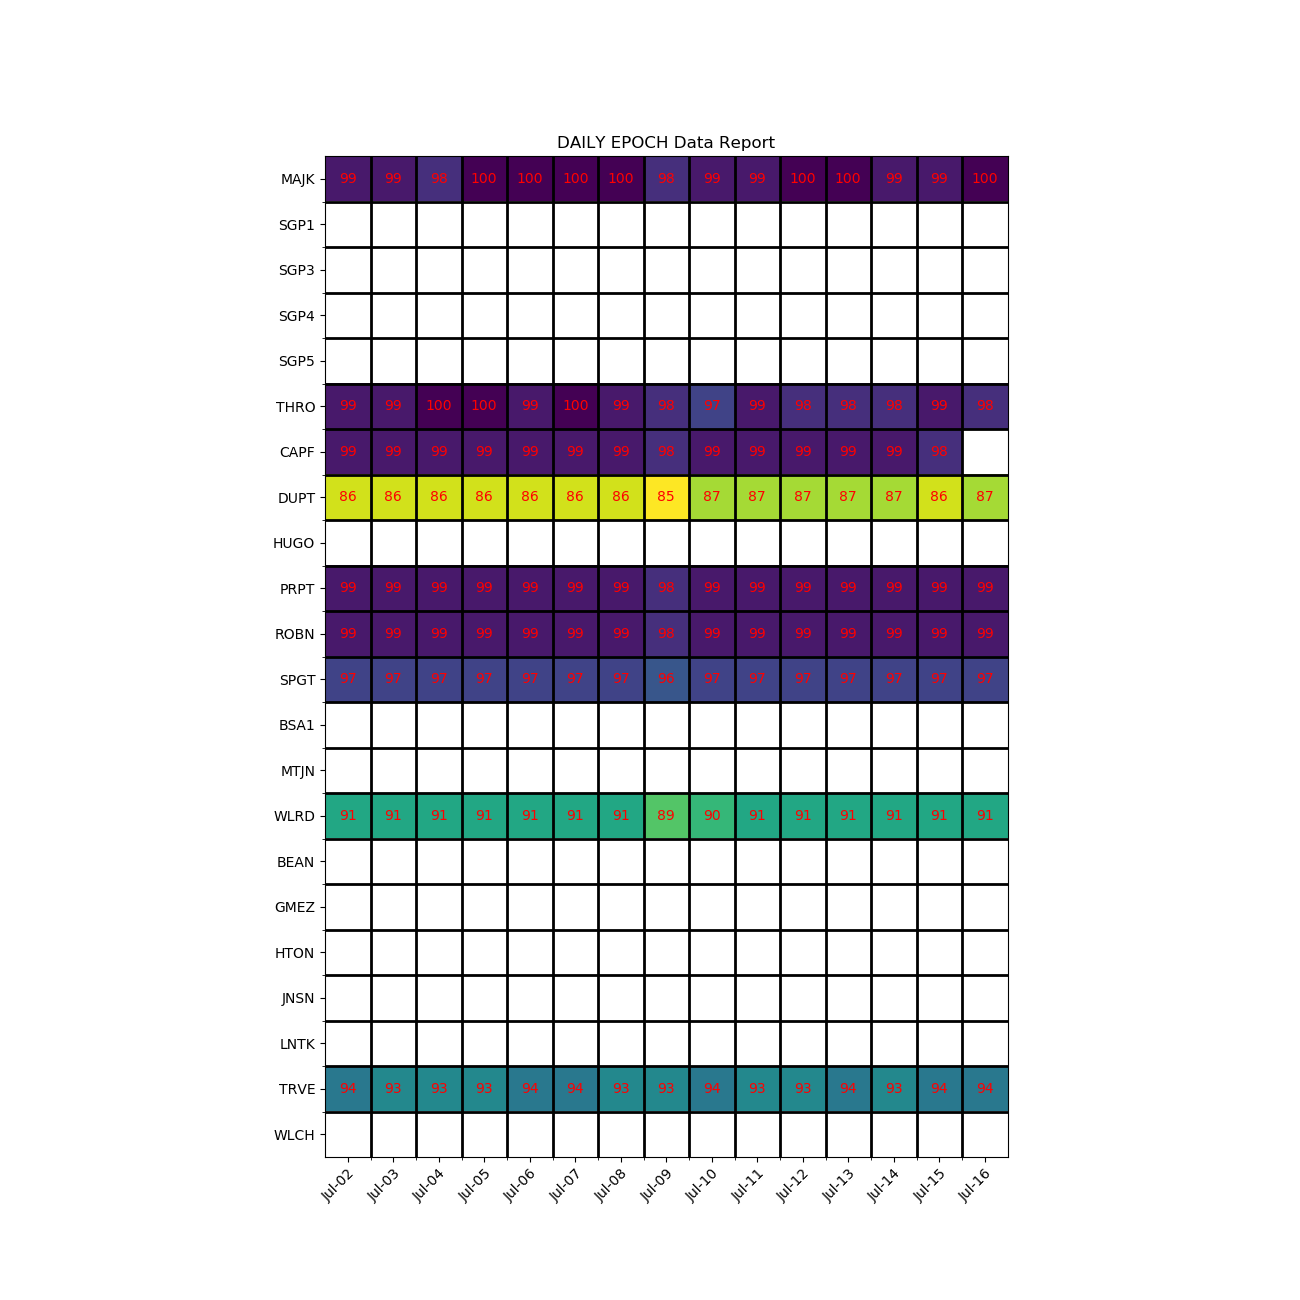 DAILY EPOCH Data Report
MAJK 99 99 98 100 100 100 100 98 99 99 100 100 99 99 100
SGP1
SGP3
SGP4
SGP5
THRO 99 99 100 100 99 100 99 98 97 99 98 98 98 99 98
CAPF 99 99 99 99 99 99 99 98 99 99 99 99 99 98
DUPT 86 86 86 86 86 86 86 85 87 87 87 87 87 86 87
HUGO
PRPT 99 99 99 99 99 99 99 98 99 99 99 99 99 99 99
ROBN 99 99 99 99 99 99 99 98 99 99 99 99 99 99 99
SPGT 97 97 97 97 97 97 97 96 97 97 97 97 97 97 97
BSA1
MTJN
WLRD 91 91 91 91 91 91 91 89 90 91 91 91 91 91 91
BEAN
GMEZ
HTON
JNSN
LNTK
TRVE 94 93 93 93 94 94 93 93 94 93 93 94 93 94 94
WLCH
Jul-02 Jul-03 Jul-04 Jul-05 Jul-06 Jul-07 Jul-08 Jul-09 Jul-10 Jul-11 Jul-12 Jul-13 Jul-14 Jul-15 Jul-16